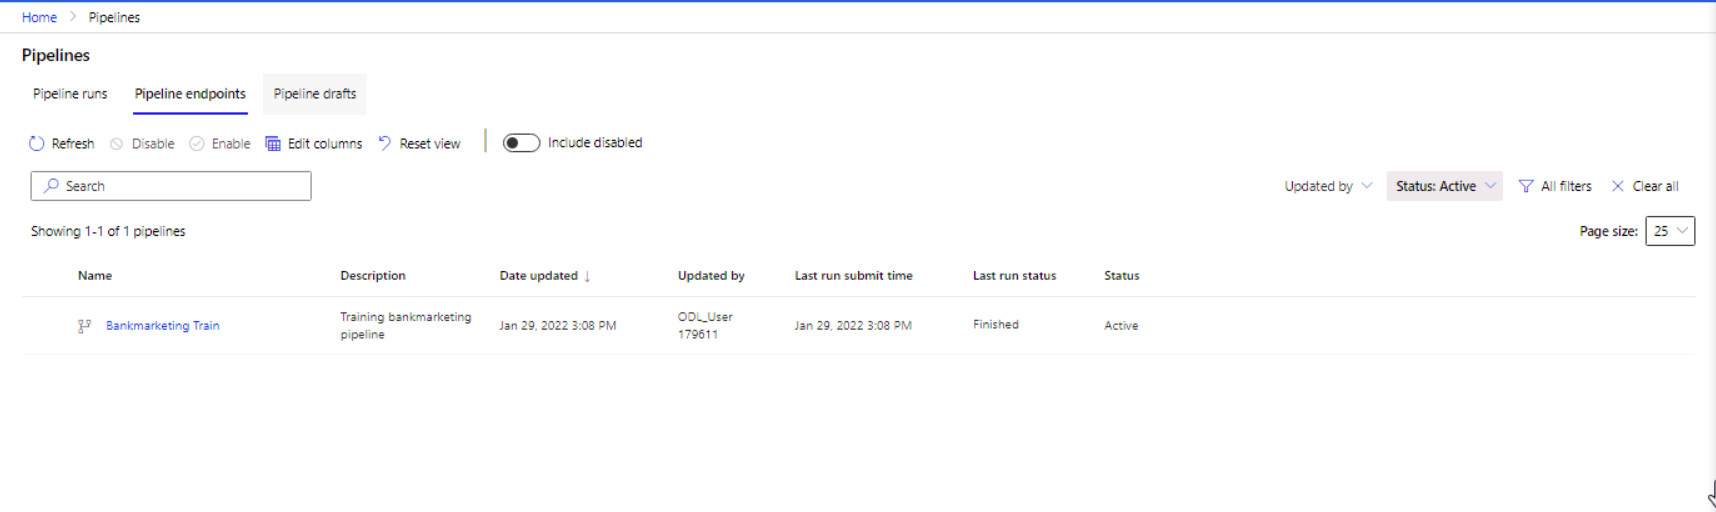 Home > Pipelines
Pipelines
Pipeline runs Pipeline endpoints Pipeline drafts
Refresh Disable Enable Edit columns Reset view Include disabled
Search Updated by Status: Active All filters Clear all
Showing 1-1 of 1 pipelines Page size: 25
Name Description Date updated ↓ Updated by Last run submit time Last run status Status
Bankmarketing Train Training bankmarketing pipeline Jan 29, 2022 3:08 PM ODL_User 179611 Jan 29, 2022 3:08 PM Finished Active